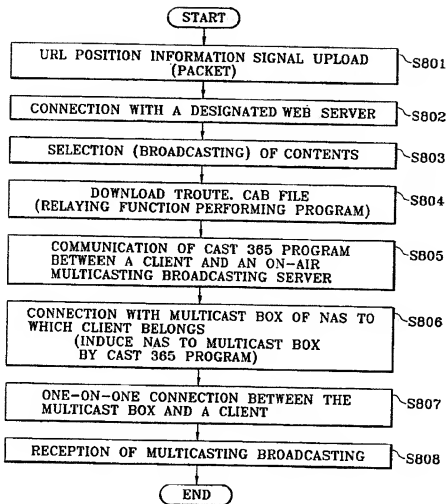 START
URL POSITION INFORMATION SIGNAL UPLOAD
(PACKET)
S801
CONNECTION WITH A DESIGNATED WEB SERVER
S802
SELECTION (BROADCASTING) OF CONTENTS
S803
DOWNLOAD TROUTE. CAB FILE
(RELAYING FUNCTION PERFORMING PROGRAM)
S804
COMMUNICATION OF CAST 365 PROGRAM
BETWEEN A CLIENT AND AN ON-AIR
MULTICASTING BROADCASTING SERVER
S805
CONNECTION WITH MULTICAST BOX OF NAS TO
WHICH CLIENT BELONGS
(INDUCE NAS TO MULTICAST BOX
BY CAST 365 PROGRAM)
S806
ONE-ON-ONE CONNECTION BETWEEN THE
MULTICAST BOX AND A CLIENT
S807
RECEPTION OF MULTICASTING BROADCASTING
S808
END